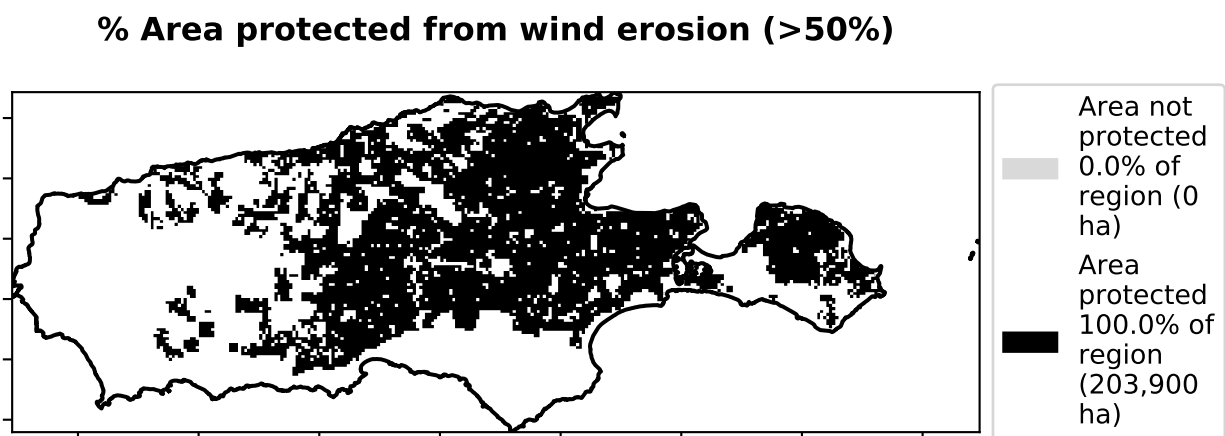 % Area protected from wind erosion (>50%)
Area not
protected
0.0% of
region (0
ha)
Area
protected
100.0% of
region
(203,900
ha)